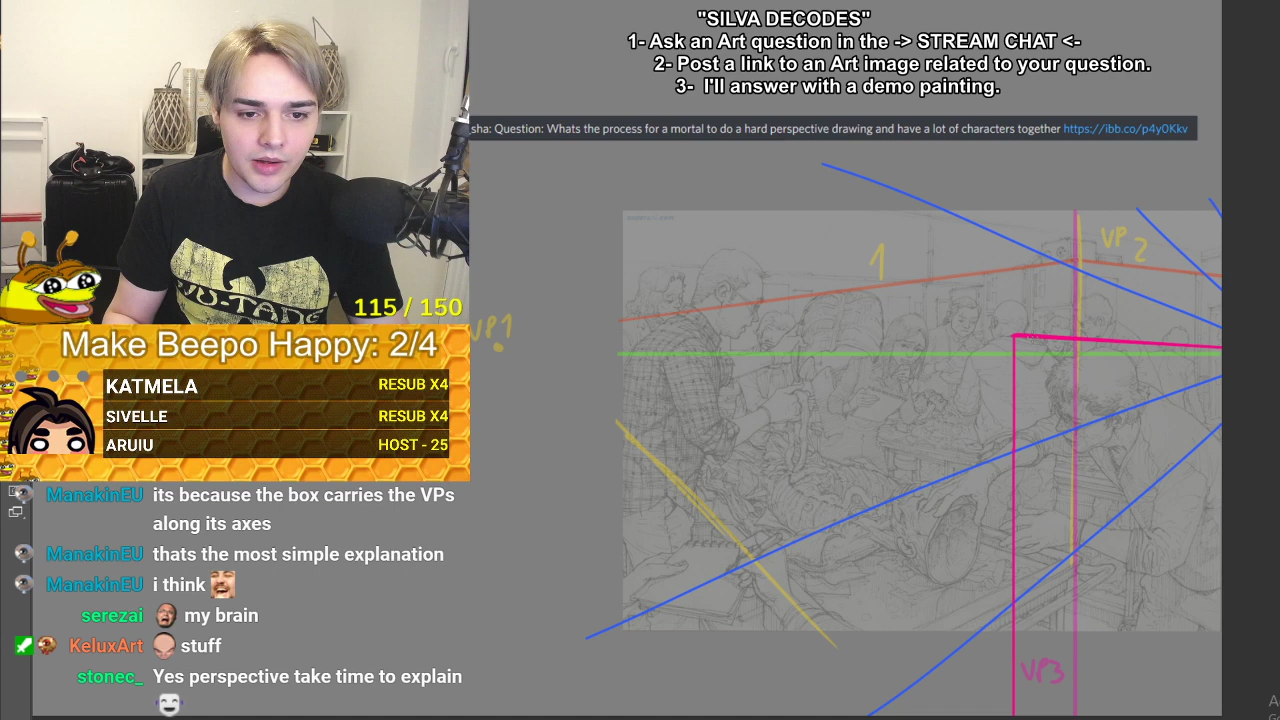 "SILVA DECODES"
1- Ask an Art question in the -> STREAM CHAT <-
2- Post a link to an Art image related to your question.
3- I'll answer with a demo painting.
sha: Question: Whats the process for a mortal to do a hard perspective drawing and have a lot of characters together https://ibb.co/p4y0Kkv
WU-TANG
115 / 150
Make Beepo Happy: 2/4
KATMELA RESUB X4
SIVELLE RESUB X4
ARUIU HOST - 25
VP1
1
VP 2
VP3
ManakinEU its because the box carries the VPs
along its axes
ManakinEU thats the most simple explanation
ManakinEU i think
serezai my brain
KeluxArt stuff
stonec_ Yes perspective take time to explain